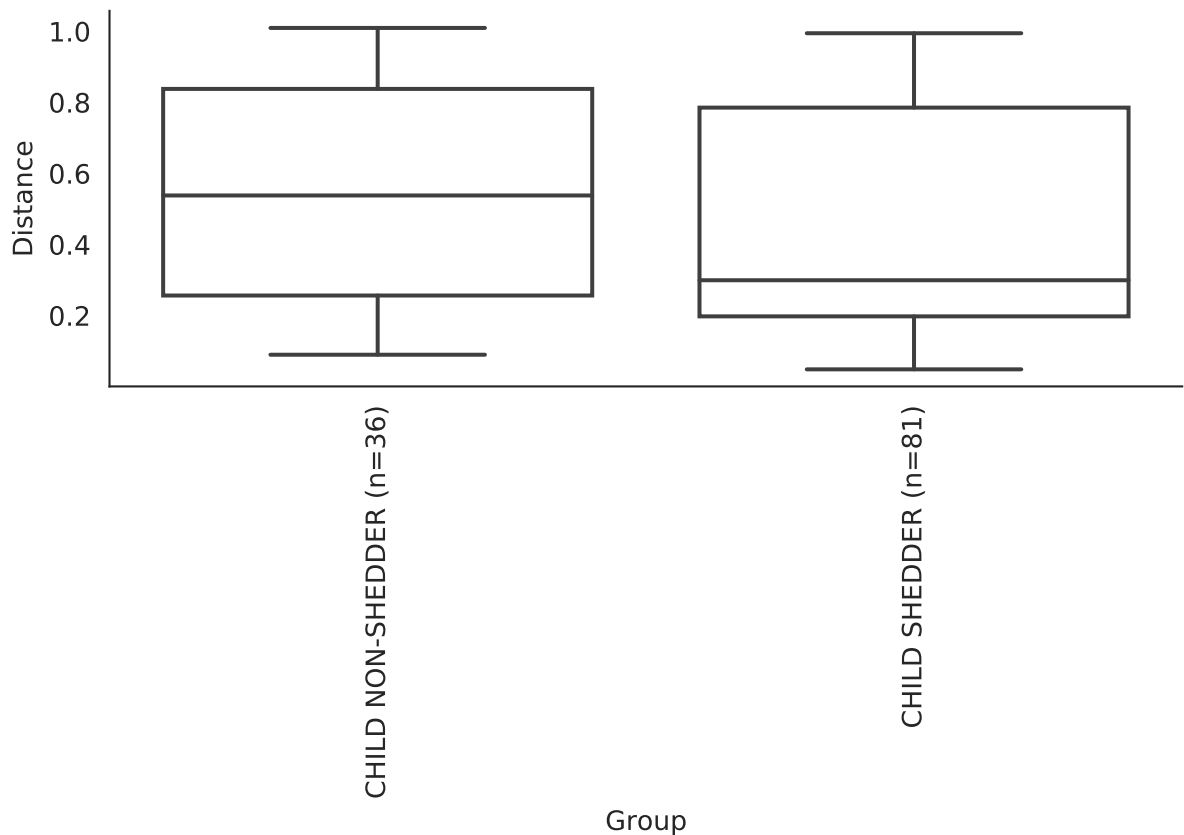 1.0
0.8
0.6
0.4
0.2
Distance
CHILD NON-SHEDDER (n=36)
CHILD SHEDDER (n=81)
Group